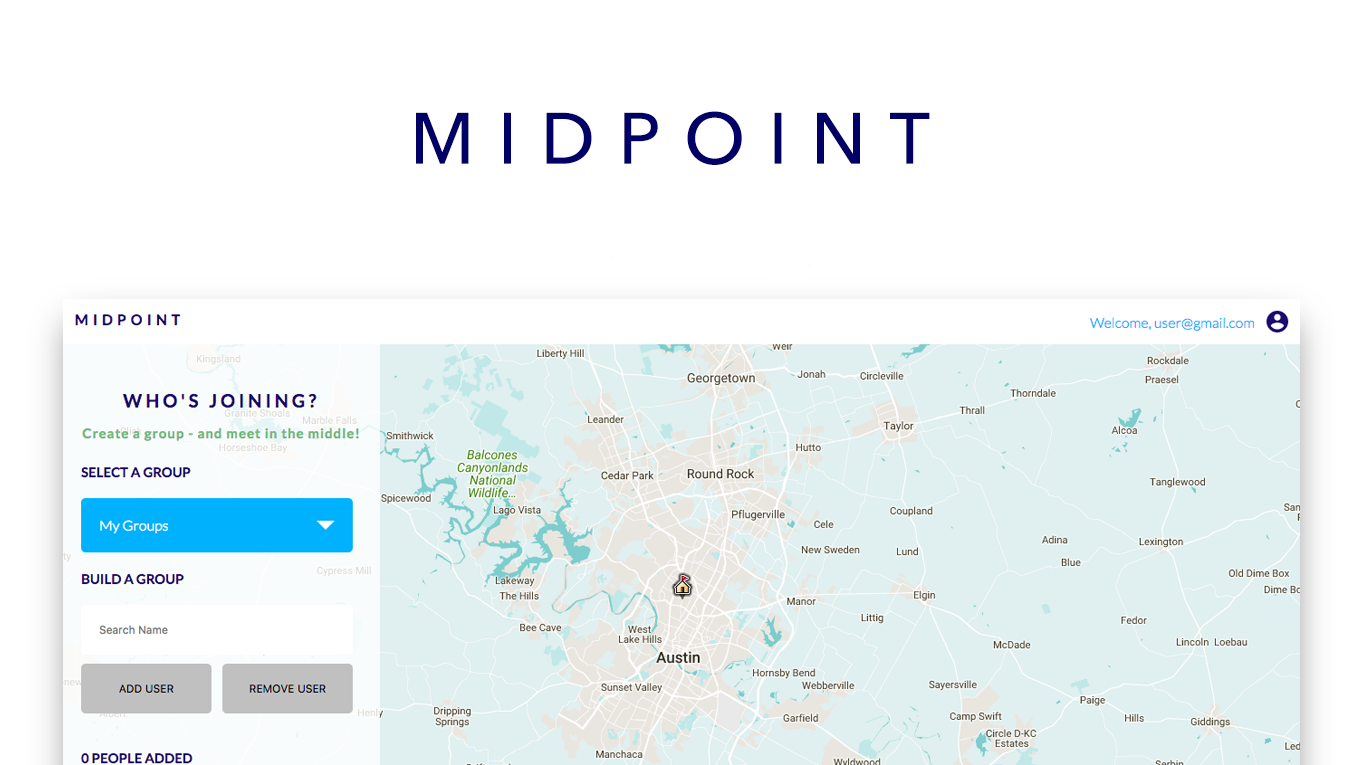 MIDPOINT
MIDPOINT
Welcome, user@gmail.com
WHO'S JOINING?
Create a group - and meet in the middle!
SELECT A GROUP
My Groups
BUILD A GROUP
Search Name
ADD USER
REMOVE USER
0 PEOPLE ADDED
Kingsland
Granite Shoals
Marble Falls
Horseshoe Bay
Cypress Mill
Albert
Henly
Liberty Hill
Weir
Georgetown
Jonah
Circleville
Rockdale
Praesel
Thorndale
Thrall
Leander
Taylor
Alcoa
Smithwick
Balcones
Canyonlands
National
Wildlife...
Hutto
Cedar Park
Round Rock
Tanglewood
Spicewood
Lago Vista
Pflugerville
Cele
Coupland
San
Adina
Lexington
New Sweden
Lund
Blue
Old Dime Box
Dime Bo
Lakeway
The Hills
Manor
Elgin
Littig
Fedor
Bee Cave
West
Lake Hills
McDade
Lincoln
Loebau
Austin
Hornsby Bend
Webberville
Sayersville
Sunset Valley
Paige
Dripping
Springs
Garfield
Camp Swift
Hills
Giddings
Circle D-KC
Estates
Manchaca
Wyldwood
Serbin
Led